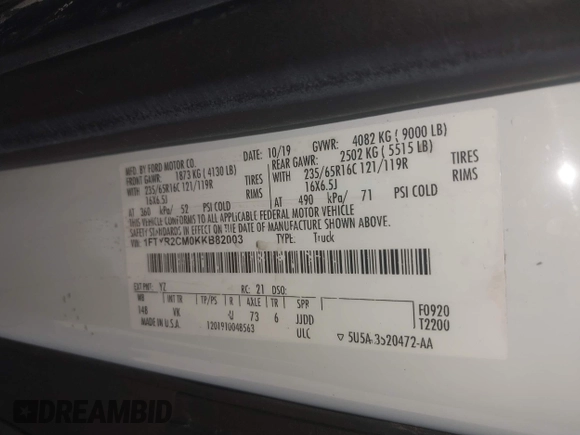 MFD. BY FORD MOTOR CO.
10/19 GVWR: 4082 KG ( 9000 LB)
FRONT GAWR: 1873 KG ( 4130 LB)
REAR GAWR: 2502 KG ( 5515 LB)
WITH 235/65R16C 121/119R TIRES
WITH 235/65R16C 121/119R TIRES
16X6.5J RIMS
16X6.5J RIMS
AT 360 kPa/ 52 PSI COLD
AT 490 kPa/ 71 PSI COLD
THIS VEHICLE CONFORMS TO ALL APPLICABLE FEDERAL MOTOR VEHICLE
SAFETY STANDARDS IN EFFECT ON THE DATE OF MANUFACTURE SHOWN ABOVE.
VIN: 1FTYR2CM0KKB82003 TYPE: Truck
EXT PNT: YZ RC: 21 DSO:
WB INT TR TP/PS R AXLE TR SPR F0920
148 VK U 73 6 JJDD T2200
MADE IN U.S.A. 1201910048563 ULC
DREAMBID